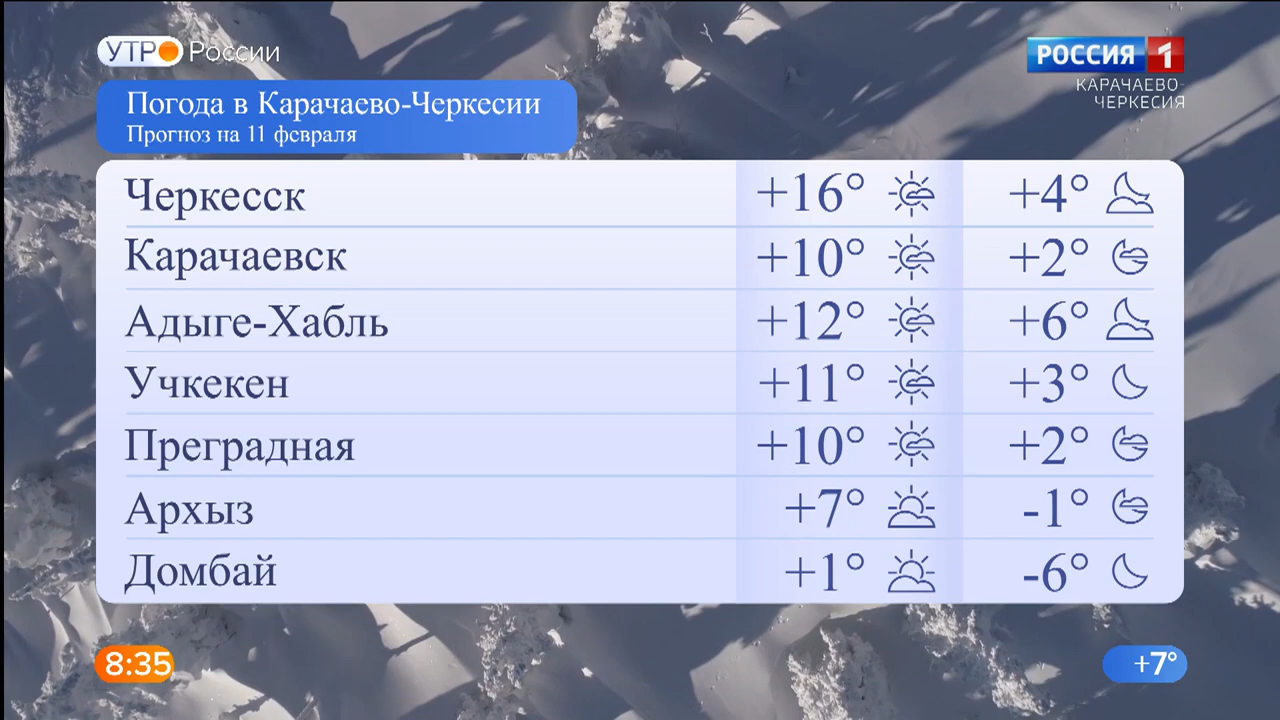 УТРО России
РОССИЯ 1
КАРАЧАЕВО-
ЧЕРКЕСИЯ
Погода в Карачаево-Черкесии
Прогноз на 11 февраля
Черкесск +16° +4°
Карачаевск +10° +2°
Адыге-Хабль +12° +6°
Учкекен +11° +3°
Преградная +10° +2°
Архыз +7° -1°
Домбай +1° -6°
8:35 +7°